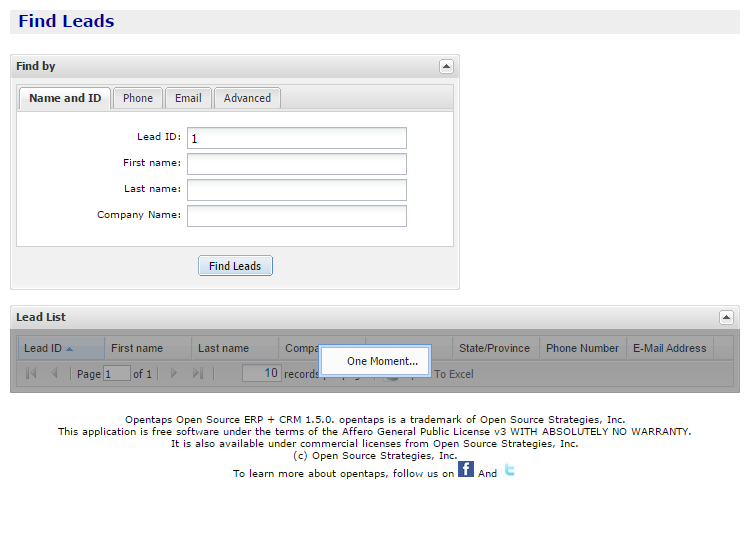 Find Leads
Find by
Name and ID Phone Email Advanced
Lead ID: 1
First name:
Last name:
Company Name:
Find Leads
Lead List
Lead ID First name Last name State/Province Phone Number E-Mail Address
One Moment...
Page 1 of 1 10 records To Excel
Opentaps Open Source ERP + CRM 1.5.0. opentaps is a trademark of Open Source Strategies, Inc.
This application is free software under the terms of the Affero General Public License v3 WITH ABSOLUTELY NO WARRANTY.
It is also available under commercial licenses from Open Source Strategies, Inc.
(c) Open Source Strategies, Inc.
To learn more about opentaps, follow us on f And t